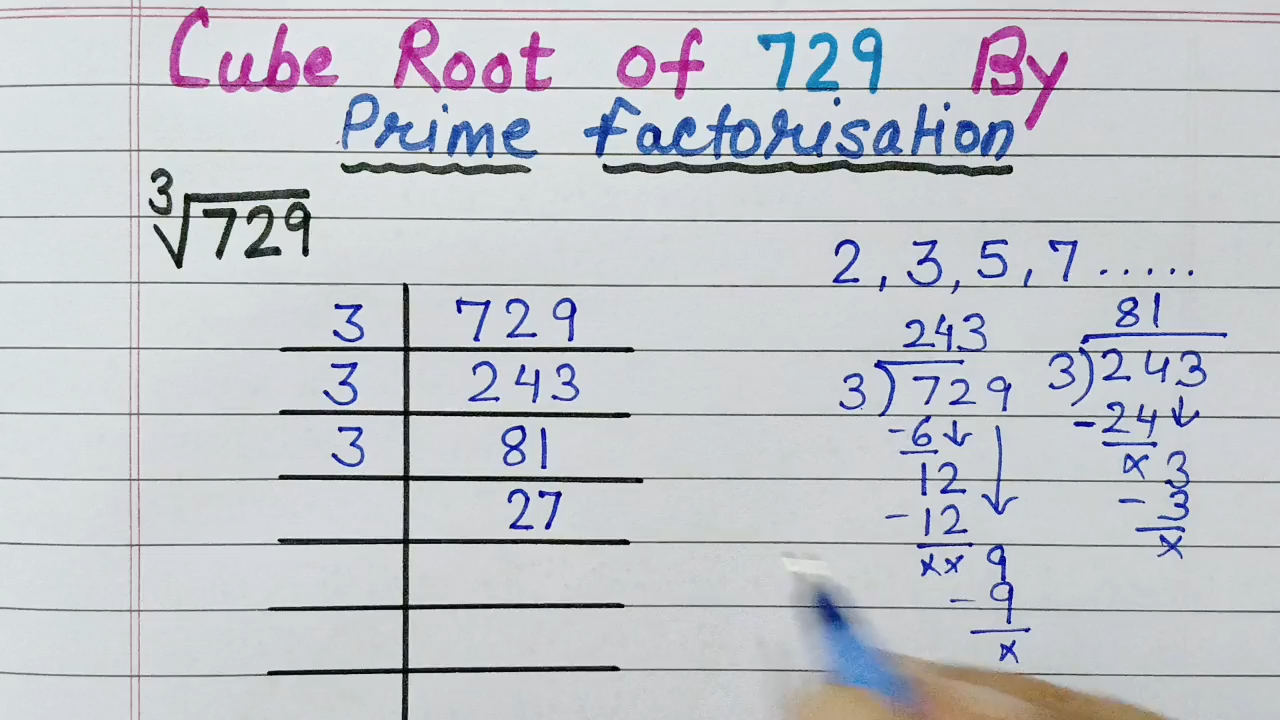 Cube Root of 729 By
Prime factorisation
3√729
2, 3, 5, 7 .....
3 | 729
3 | 243
3 | 81
27
243
3)729
-6↓
12
-12
xx 9
-9
x
81
3)243
-24↓
x 3
-3
x